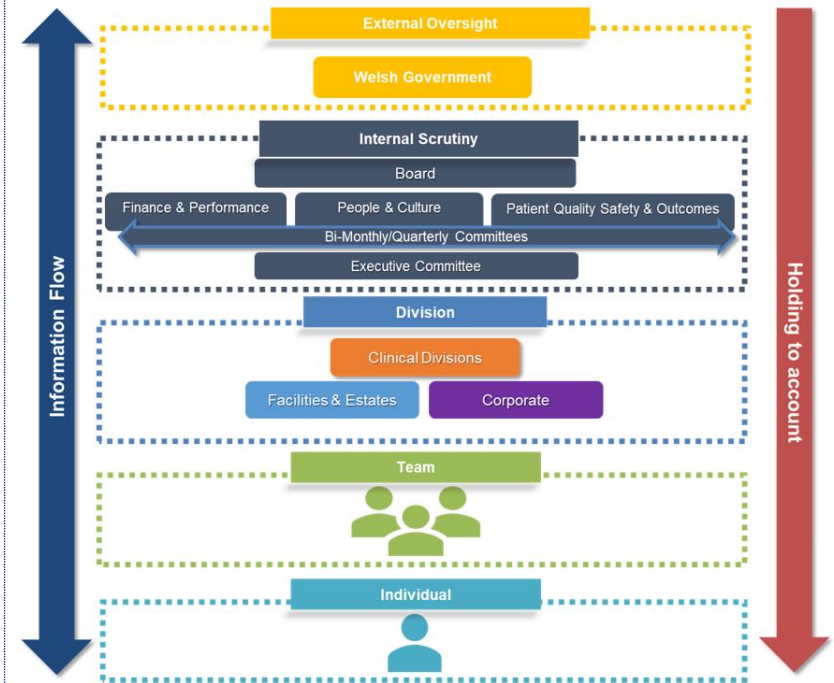 External Oversight
Welsh Government
Internal Scrutiny
Board
Finance & Performance
People & Culture
Patient Quality Safety & Outcomes
Bi-Monthly/Quarterly Committees
Executive Committee
Division
Clinical Divisions
Facilities & Estates
Corporate
Team
Individual
Information Flow
Holding to account